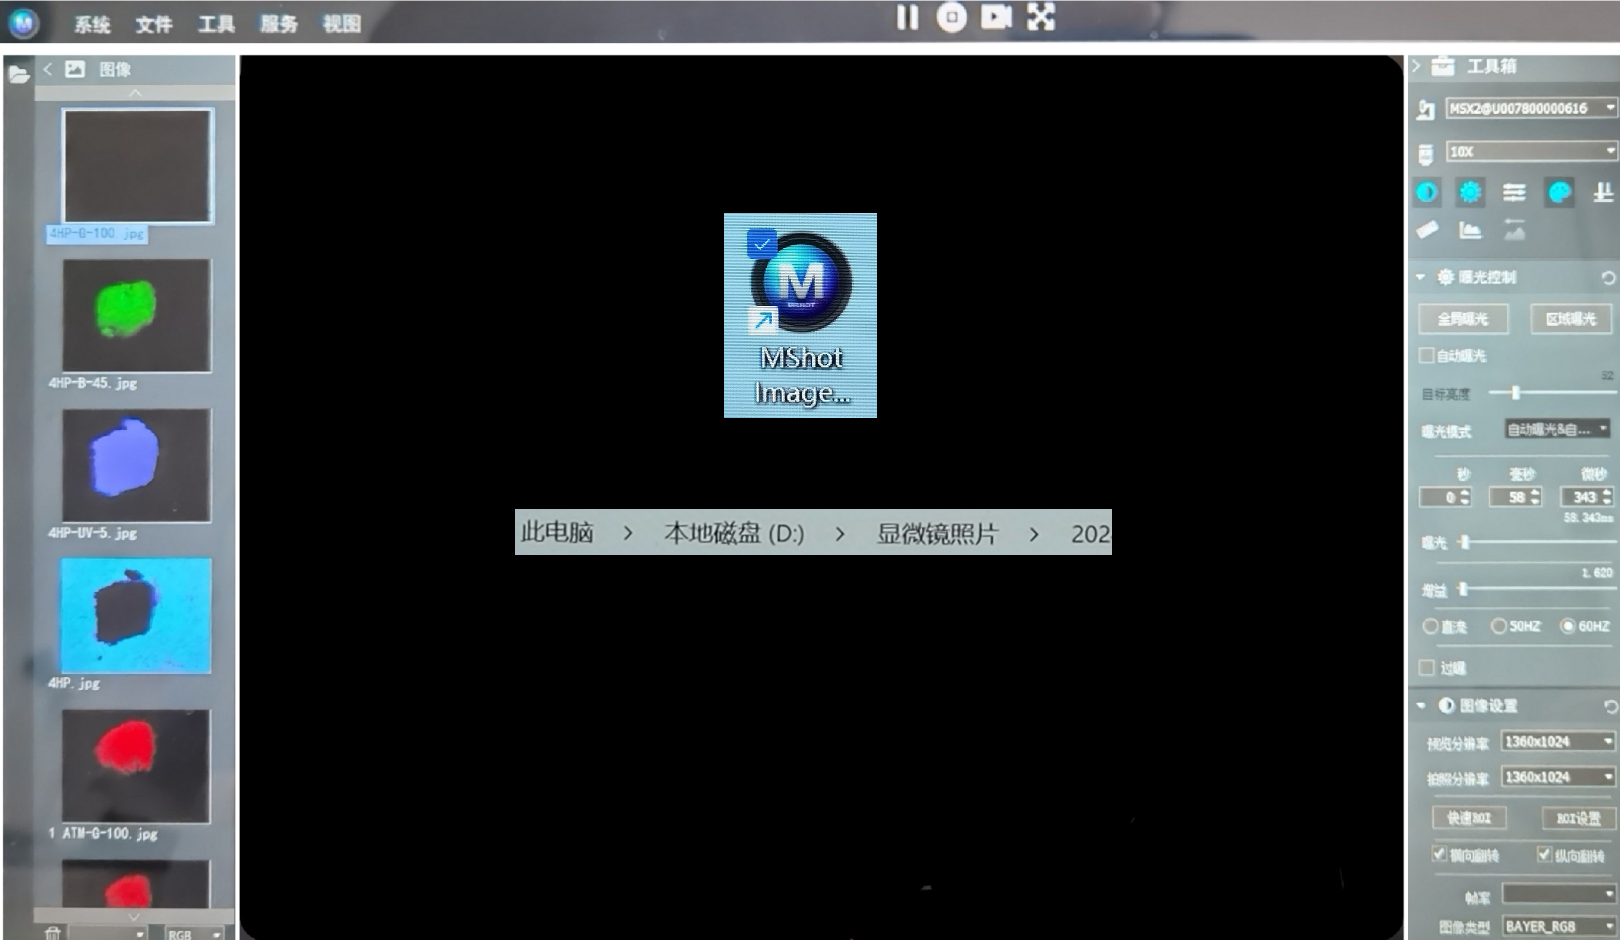 系统 文件 工具 服务 视图
图像
4HP-G-100.jpg
4HP-B-45.jpg
4HP-UV-5.jpg
4HP.jpg
1 ATM-G-100.jpg
RGB
M
MShot
Image...
此电脑 > 本地磁盘 (D:) > 显微镜照片 > 202
工具箱
MSX2@U007800000616
10X
曝光控制
全局曝光 区域曝光
自动曝光
52
目标亮度
曝光模式 自动曝光&自...
秒 毫秒 微秒
0 58 343
58.343ms
曝光
1.620
增益
直流 50HZ 60HZ
过曝
图像设置
预览分辨率 1360x1024
拍照分辨率 1360x1024
快速ROI ROI设置
横向翻转 纵向翻转
帧率
图像类型 BAYER_RGB